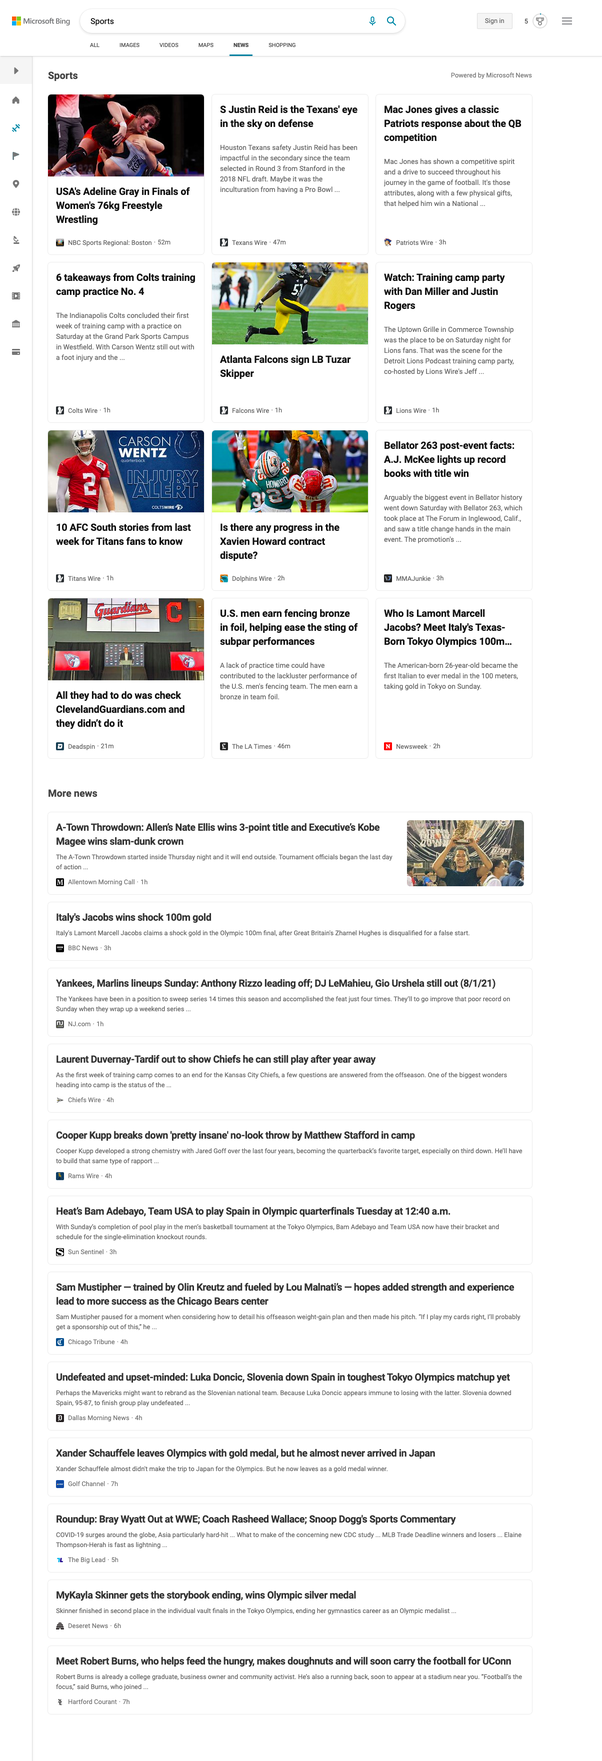 Microsoft Bing
Sports
Sign in
5
ALL
IMAGES
VIDEOS
MAPS
NEWS
SHOPPING
Sports
Powered by Microsoft News
USA's Adeline Gray in Finals of
Women's 76kg Freestyle
Wrestling
NBC Sports Regional: Boston · 52m
S Justin Reid is the Texans' eye
in the sky on defense
Houston Texans safety Justin Reid has been
impactful in the secondary since the team
selected in Round 3 from Stanford in the
2018 NFL draft. Maybe it was the
inculturation from having a Pro Bowl ...
Texans Wire · 47m
Mac Jones gives a classic
Patriots response about the QB
competition
Mac Jones has shown a competitive spirit
and a drive to succeed throughout his
journey in the game of football. It's those
attributes, along with a few physical gifts,
that helped him win a National ...
Patriots Wire · 3h
6 takeaways from Colts training
camp practice No. 4
The Indianapolis Colts concluded their first
week of training camp with a practice on
Saturday at the Grand Park Sports Campus
in Westfield. With Carson Wentz still out with
a foot injury and the ...
Colts Wire · 1h
Atlanta Falcons sign LB Tuzar
Skipper
Falcons Wire · 1h
Watch: Training camp party
with Dan Miller and Justin
Rogers
The Uptown Grille in Commerce Township
was the place to be on Saturday night for
Lions fans. That was the scene for the
Detroit Lions Podcast training camp party,
co-hosted by Lions Wire's Jeff ...
Lions Wire · 1h
CARSON
WENTZ
quarterback
INJURY
ALERT
COLTSWIRE
2
10 AFC South stories from last
week for Titans fans to know
Titans Wire · 1h
HOWARD
25
10
Is there any progress in the
Xavien Howard contract
dispute?
Dolphins Wire · 2h
Bellator 263 post-event facts:
A.J. McKee lights up record
books with title win
Arguably the biggest event in Bellator history
went down Saturday with Bellator 263, which
took place at The Forum in Inglewood, Calif.,
and saw a title change hands in the main
event. The promotion's ...
MMAJunkie · 3h
Guardians
C
All they had to do was check
ClevelandGuardians.com and
they didn't do it
Deadspin · 21m
U.S. men earn fencing bronze
in foil, helping ease the sting of
subpar performances
A lack of practice time could have
contributed to the lackluster performance of
the U.S. men's fencing team. The men earn a
bronze in team foil.
The LA Times · 46m
Who Is Lamont Marcell
Jacobs? Meet Italy's Texas-
Born Tokyo Olympics 100m...
The American-born 26-year-old became the
first Italian to ever medal in the 100 meters,
taking gold in Tokyo on Sunday.
Newsweek · 2h
More news
A-Town Throwdown: Allen's Nate Ellis wins 3-point title and Executive's Kobe
Magee wins slam-dunk crown
The A-Town Throwdown started inside Thursday night and it will end outside. Tournament officials began the last day
of action ...
Allentown Morning Call · 1h
Italy's Jacobs wins shock 100m gold
Italy's Lamont Marcell Jacobs claims a shock gold in the Olympic 100m final, after Great Britain's Zharnel Hughes is disqualified for a false start.
BBC News · 3h
Yankees, Marlins lineups Sunday: Anthony Rizzo leading off; DJ LeMahieu, Gio Urshela still out (8/1/21)
The Yankees have been in a position to sweep series 14 times this season and accomplished the feat just four times. They'll to go improve that poor record on
Sunday when they wrap up a weekend series ...
NJ.com · 1h
Laurent Duvernay-Tardif out to show Chiefs he can still play after year away
As the first week of training camp comes to an end for the Kansas City Chiefs, a few questions are answered from the offseason. One of the biggest wonders
heading into camp is the status of the ...
Chiefs Wire · 4h
Cooper Kupp breaks down 'pretty insane' no-look throw by Matthew Stafford in camp
Cooper Kupp developed a strong chemistry with Jared Goff over the last four years, becoming the quarterback's favorite target, especially on third down. He'll have
to build that same type of rapport ...
Rams Wire · 4h
Heat's Bam Adebayo, Team USA to play Spain in Olympic quarterfinals Tuesday at 12:40 a.m.
With Sunday's completion of pool play in the men's basketball tournament at the Tokyo Olympics, Bam Adebayo and Team USA now have their bracket and
schedule for the single-elimination knockout rounds.
Sun Sentinel · 3h
Sam Mustipher — trained by Olin Kreutz and fueled by Lou Malnati's — hopes added strength and experience
lead to more success as the Chicago Bears center
Sam Mustipher paused for a moment when considering how to detail his offseason weight-gain plan and then made his pitch. "If I play my cards right, I'll probably
get a sponsorship out of this," he ...
Chicago Tribune · 4h
Undefeated and upset-minded: Luka Doncic, Slovenia down Spain in toughest Tokyo Olympics matchup yet
Perhaps the Mavericks might want to rebrand as the Slovenian national team. Because Luka Doncic appears immune to losing with the latter. Slovenia downed
Spain, 95-87, to finish group play undefeated ...
Dallas Morning News · 4h
Xander Schauffele leaves Olympics with gold medal, but he almost never arrived in Japan
Xander Schauffele almost didn't make the trip to Japan for the Olympics. But he now leaves as a gold medal winner.
Golf Channel · 7h
Roundup: Bray Wyatt Out at WWE; Coach Rasheed Wallace; Snoop Dogg's Sports Commentary
COVID-19 surges around the globe, Asia particularly hard-hit ... What to make of the concerning new CDC study ... MLB Trade Deadline winners and losers ... Elaine
Thompson-Herah is fast as lightning ...
The Big Lead · 5h
MyKayla Skinner gets the storybook ending, wins Olympic silver medal
Skinner finished in second place in the individual vault finals in the Tokyo Olympics, ending her gymnastics career as an Olympic medalist ...
Deseret News · 6h
Meet Robert Burns, who helps feed the hungry, makes doughnuts and will soon carry the football for UConn
Robert Burns is already a college graduate, business owner and community activist. He's also a running back, soon to appear at a stadium near you. "Football's the
focus," said Burns, who joined ...
Hartford Courant · 7h